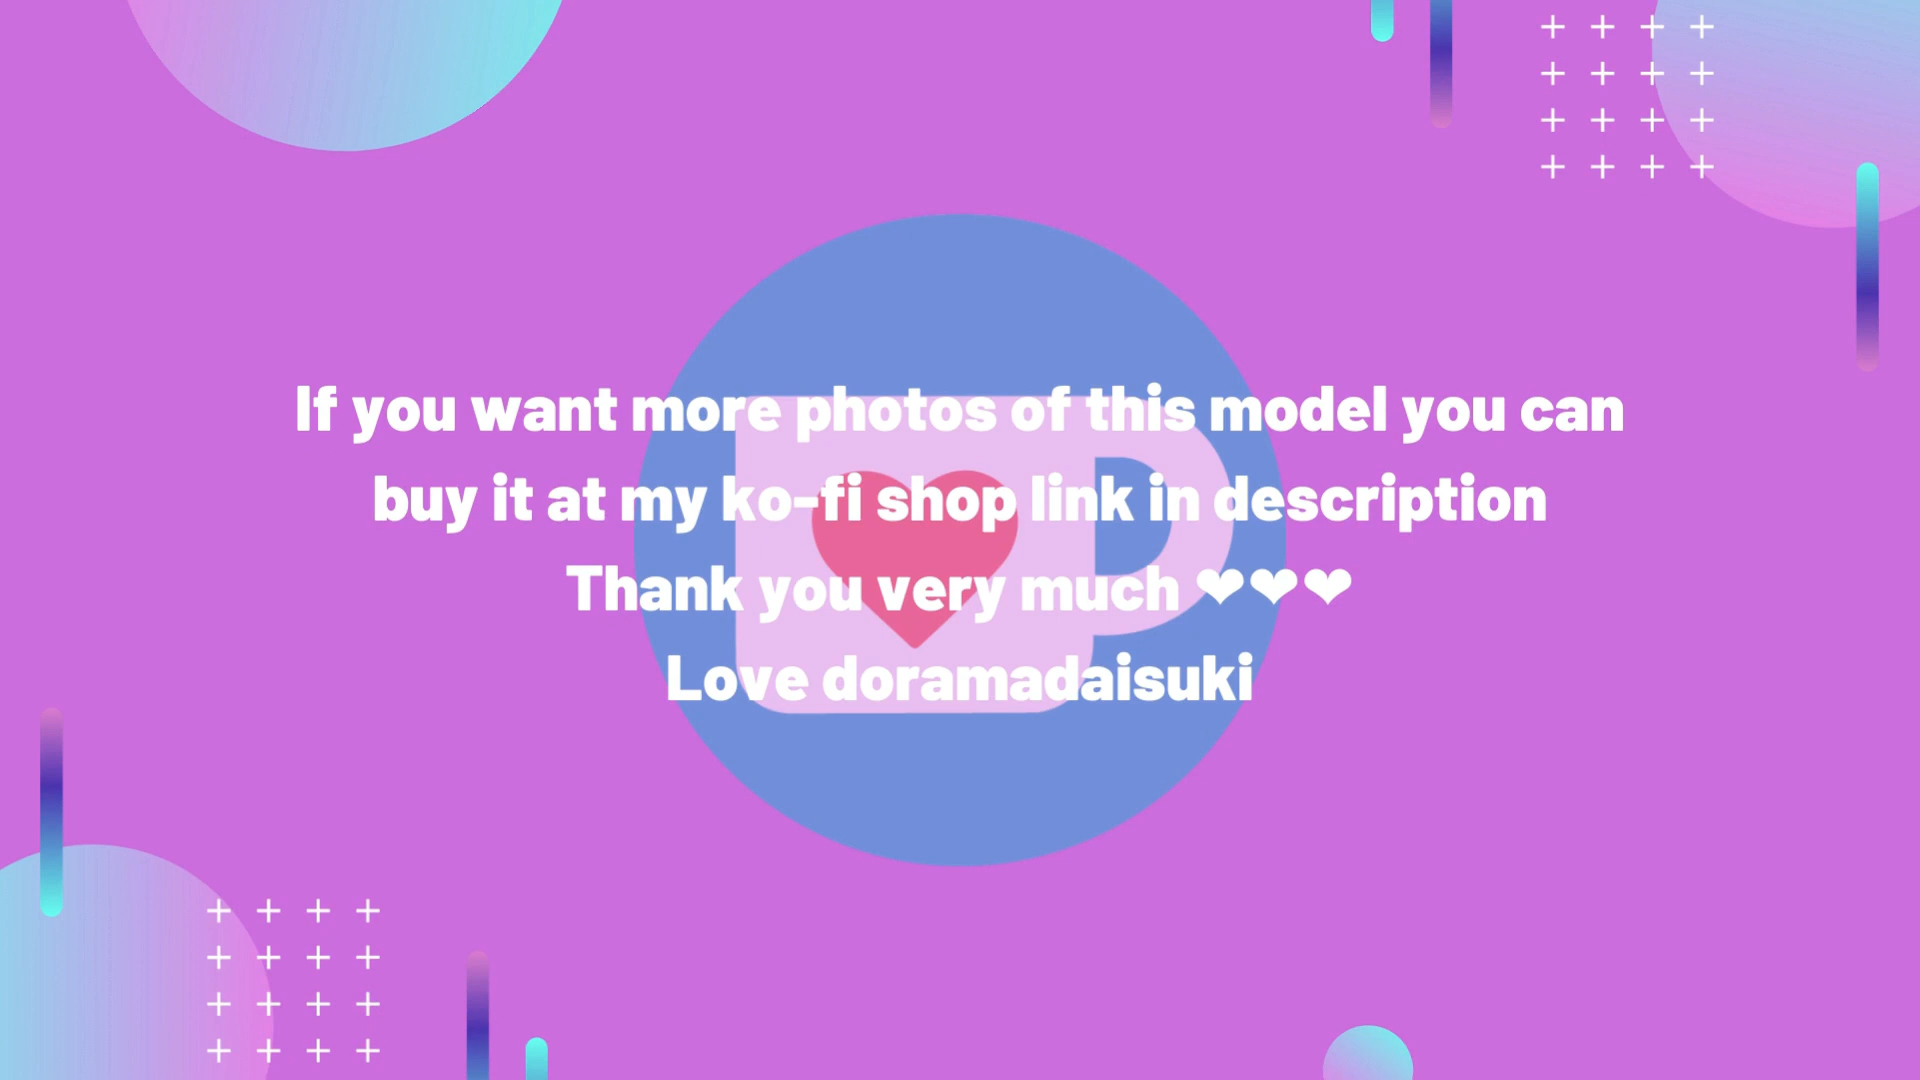 If you want more photos of this model you can
buy it at my ko-fi shop link in description
Thank you very much ❤❤❤
Love doramadaisuki